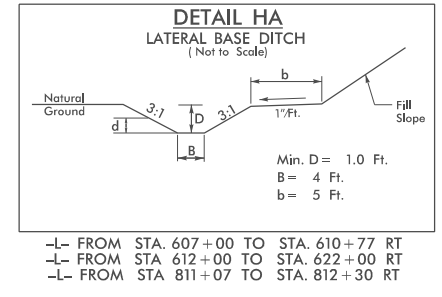 DETAIL HA
LATERAL BASE DITCH
( Not to Scale)
b
Natural
Ground
3:1
D
3:1
1"/Ft.
Fill
Slope
d
B
Min. D = 1.0 Ft.
B = 4 Ft.
b = 5 Ft.
-L- FROM STA. 607+00 TO STA. 610+77 RT
-L- FROM STA 612+00 TO STA. 622+00 RT
-L- FROM STA 811+07 TO STA. 812+30 RT